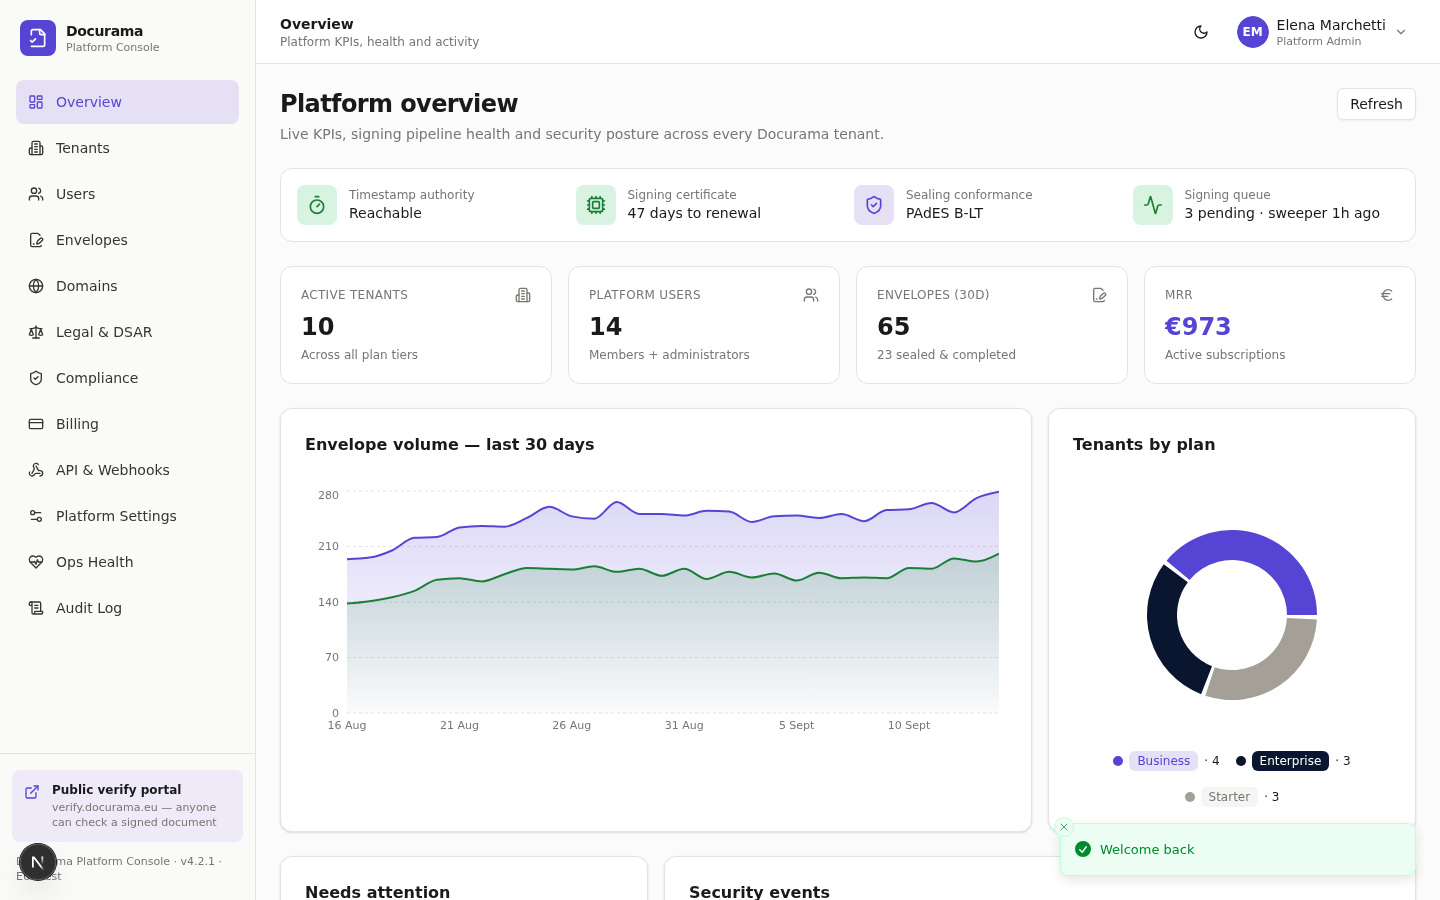 Docurama
Platform Console
Overview
Tenants
Users
Envelopes
Domains
Legal & DSAR
Compliance
Billing
API & Webhooks
Platform Settings
Ops Health
Audit Log
Public verify portal
verify.docurama.eu — anyone
can check a signed document
Platform Console · v4.2.1 ·
N
Overview
Platform KPIs, health and activity
EM
Elena Marchetti
Platform Admin
Platform overview
Live KPIs, signing pipeline health and security posture across every Docurama tenant.
Refresh
Timestamp authority
Reachable
Signing certificate
47 days to renewal
Sealing conformance
PAdES B-LT
Signing queue
3 pending · sweeper 1h ago
ACTIVE TENANTS
10
Across all plan tiers
PLATFORM USERS
14
Members + administrators
ENVELOPES (30D)
65
23 sealed & completed
MRR
€973
Active subscriptions
Envelope volume — last 30 days
280
210
140
70
0
16 Aug 21 Aug 26 Aug 31 Aug 5 Sept 10 Sept
Tenants by plan
Business · 4 Enterprise · 3
Starter · 3
Needs attention
Security events
Welcome back